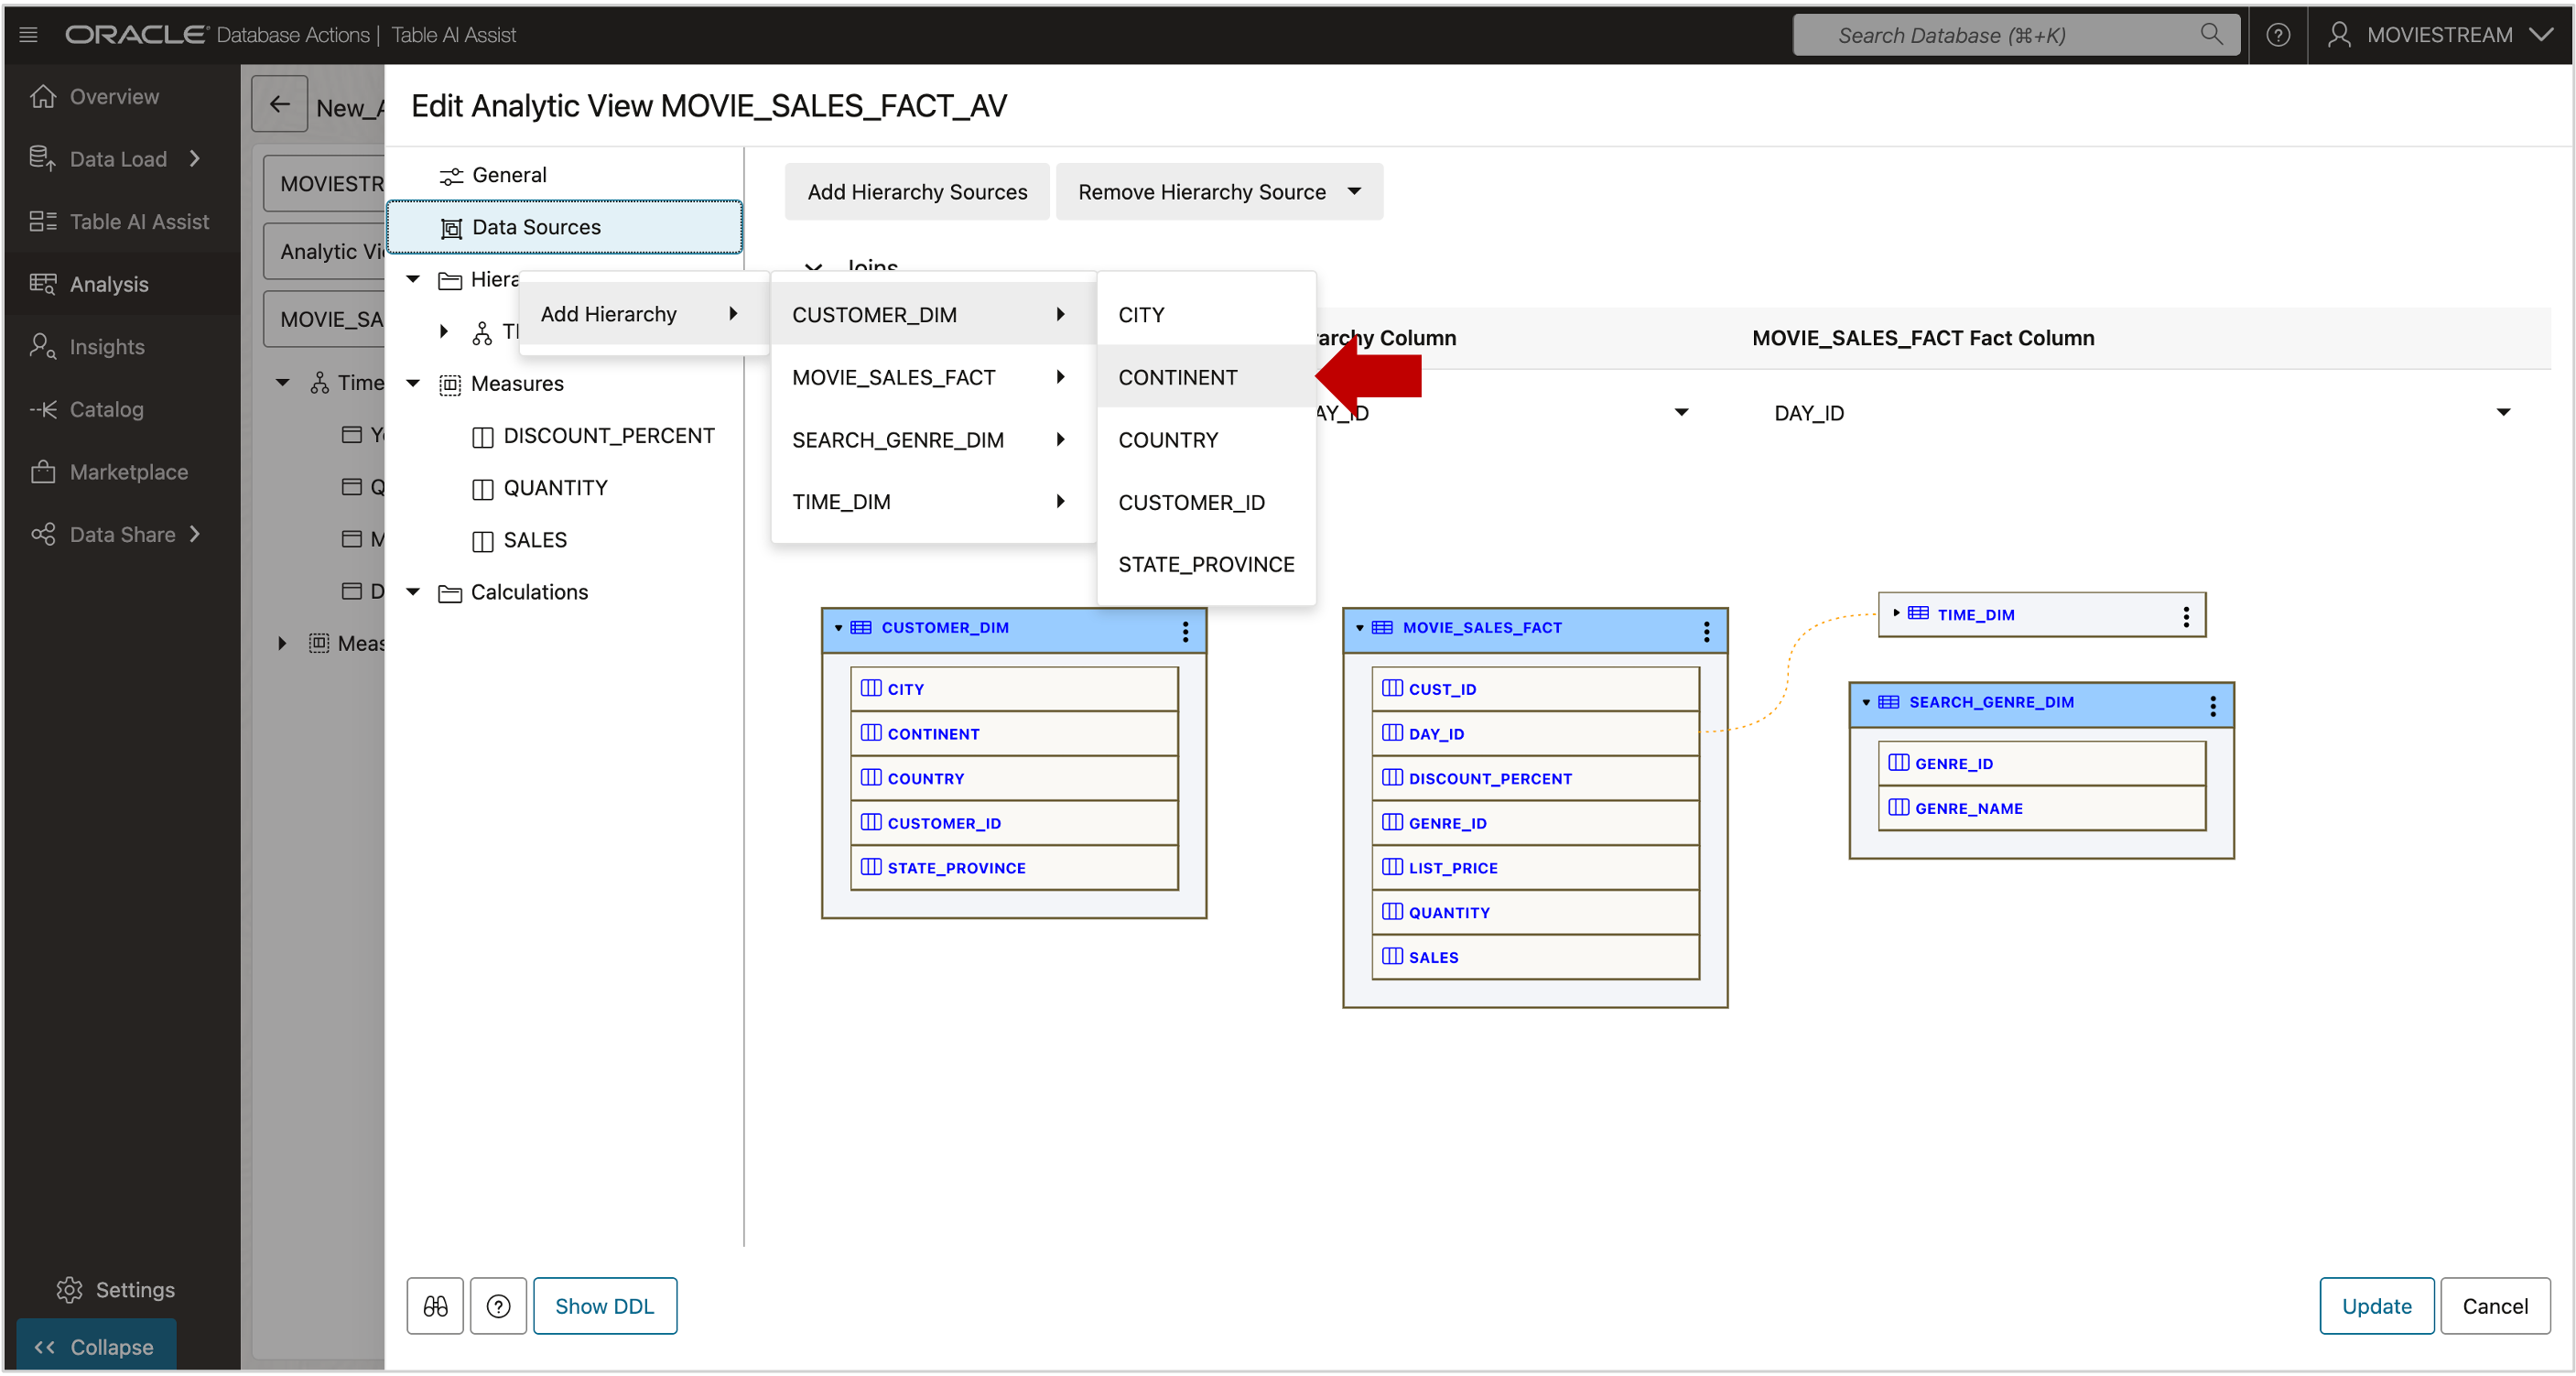 ORACLE Database Actions | Table AI Assist
Search Database (⌘+K)
MOVIESTREAM
Overview
Data Load
Table AI Assist
Analysis
Insights
Catalog
Marketplace
Data Share
Settings
Collapse
New_A
MOVIESTR
Analytic Vi
MOVIE_SA
Time
Meas
Edit Analytic View MOVIE_SALES_FACT_AV
General
Data Sources
Hiera
Measures
DISCOUNT_PERCENT
QUANTITY
SALES
Calculations
Add Hierarchy Sources
Remove Hierarchy Source
Joins
Add Hierarchy
CUSTOMER_DIM
MOVIE_SALES_FACT
SEARCH_GENRE_DIM
TIME_DIM
CITY
CONTINENT
COUNTRY
CUSTOMER_ID
STATE_PROVINCE
rarchy Column
MOVIE_SALES_FACT Fact Column
AY_ID
DAY_ID
CUSTOMER_DIM
CITY
CONTINENT
COUNTRY
CUSTOMER_ID
STATE_PROVINCE
MOVIE_SALES_FACT
CUST_ID
DAY_ID
DISCOUNT_PERCENT
GENRE_ID
LIST_PRICE
QUANTITY
SALES
TIME_DIM
SEARCH_GENRE_DIM
GENRE_ID
GENRE_NAME
Show DDL
Update
Cancel